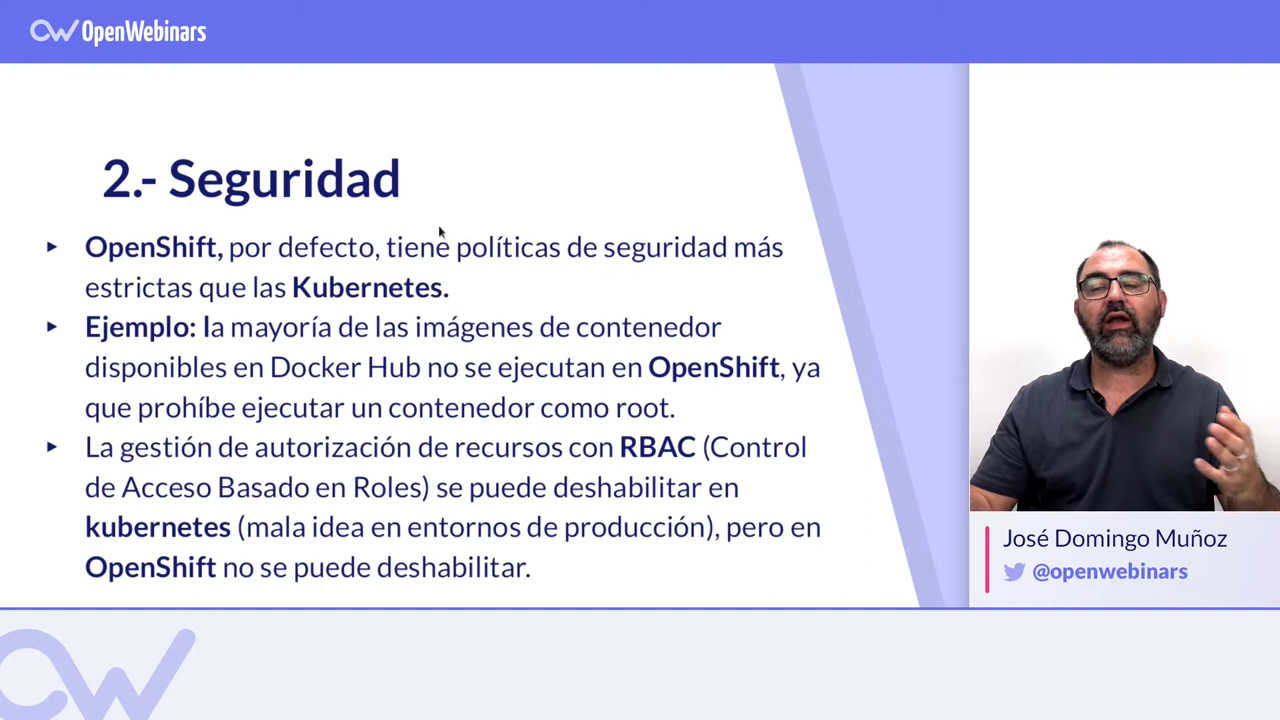 OpenWebinars
2.- Seguridad
▸ OpenShift, por defecto, tiene políticas de seguridad más
estrictas que las Kubernetes.
▸ Ejemplo: la mayoría de las imágenes de contenedor
disponibles en Docker Hub no se ejecutan en OpenShift, ya
que prohíbe ejecutar un contenedor como root.
▸ La gestión de autorización de recursos con RBAC (Control
de Acceso Basado en Roles) se puede deshabilitar en
kubernetes (mala idea en entornos de producción), pero en
OpenShift no se puede deshabilitar.
José Domingo Muñoz
@openwebinars